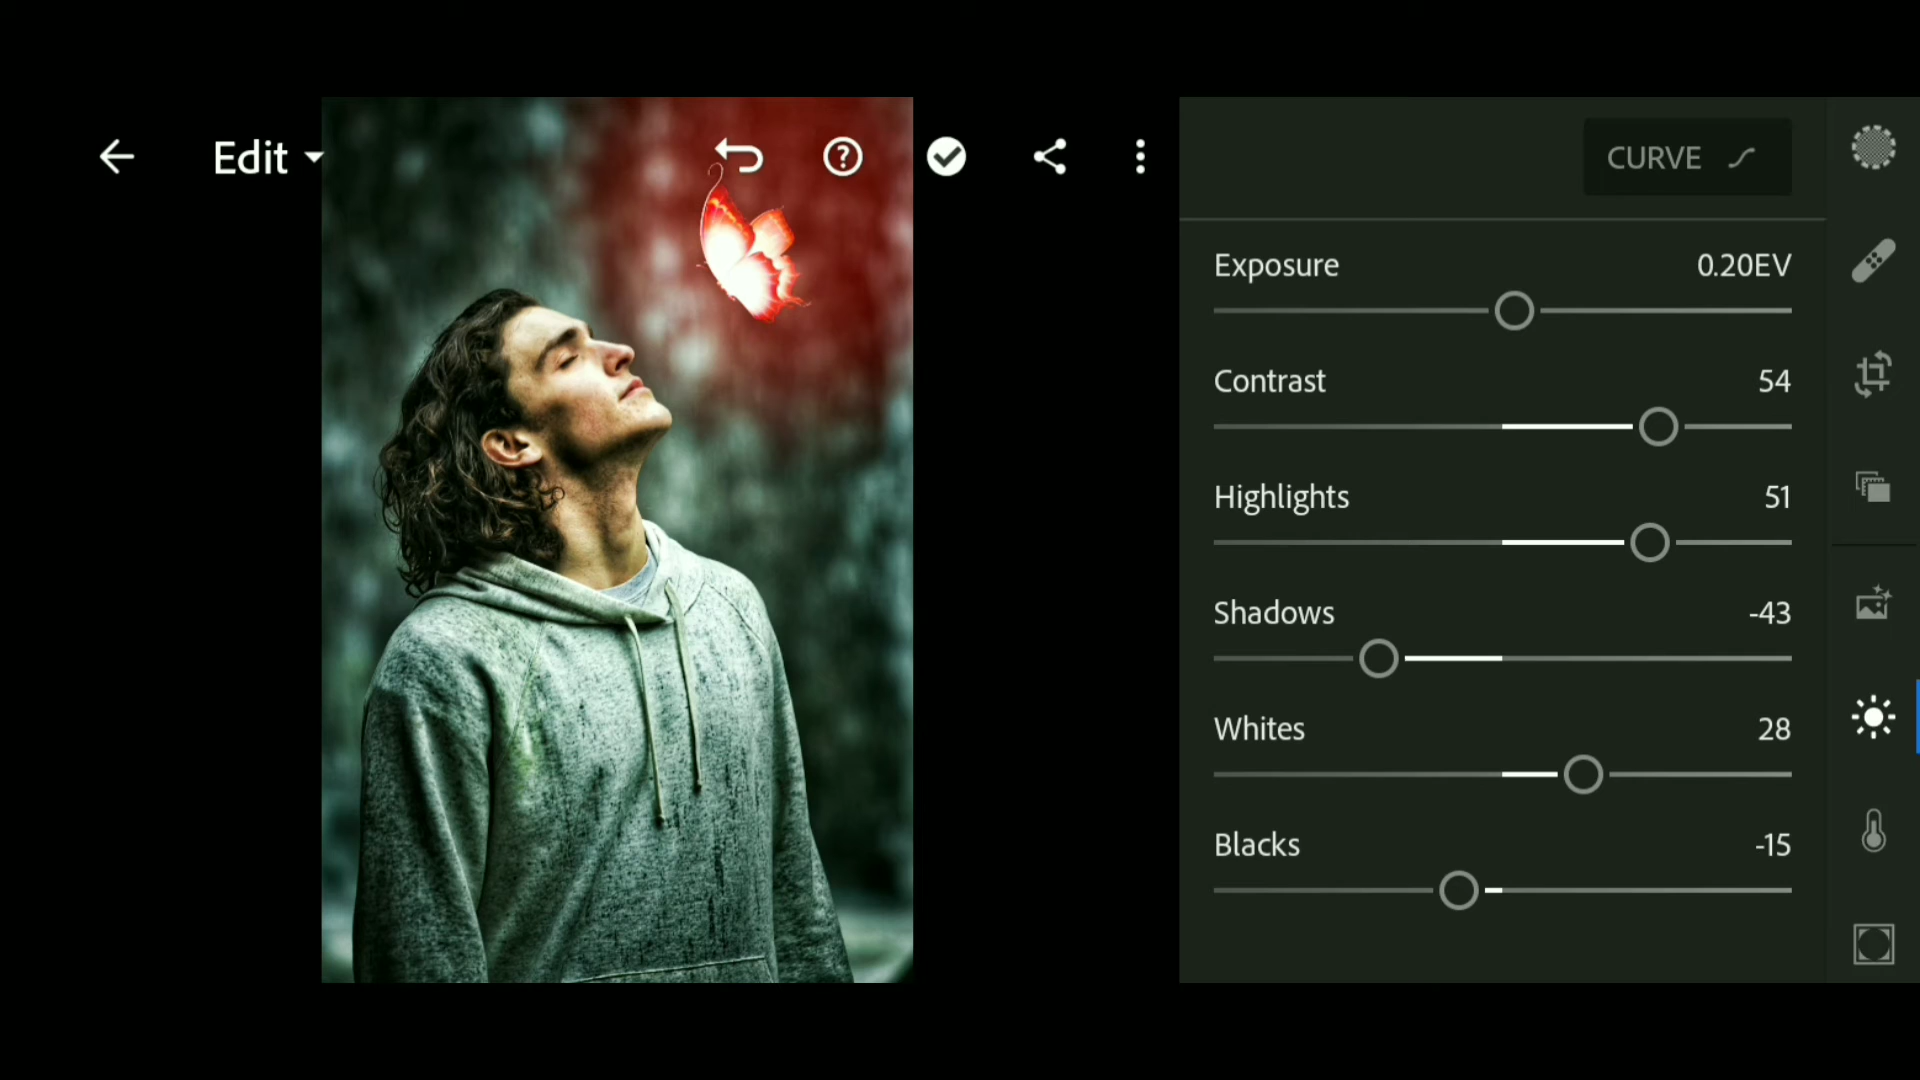 Edit
CURVE
Exposure 0.20EV
Contrast 54
Highlights 51
Shadows -43
Whites 28
Blacks -15